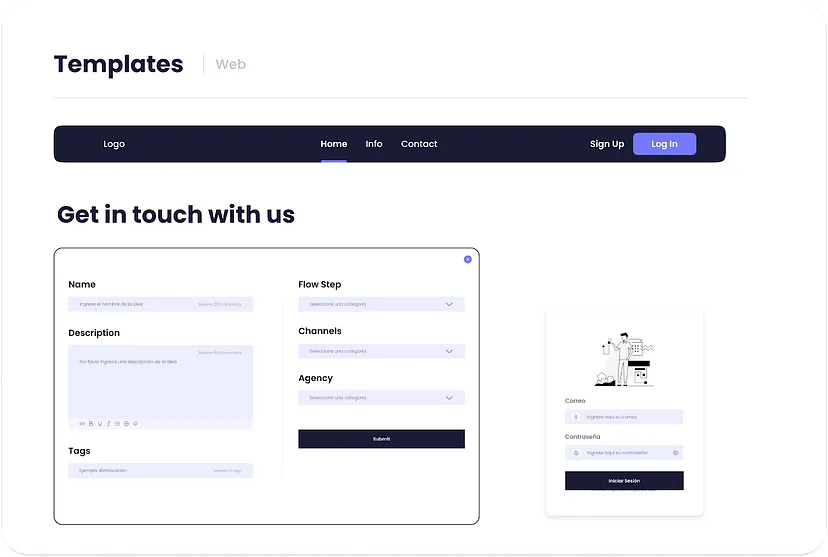 Templates
Web
Logo
Home
Info
Contact
Sign Up
Log In
Get in touch with us
Name
Ingrese el nombre de la idea
Description
Por favor ingresa una descripción de la idea
Tags
Ejemplo: #innovación
Flow Step
Seleccione una categoría
Channels
Seleccione una categoría
Agency
Seleccione una categoría
Submit
Correo
Ingrese aquí su correo
Contraseña
Ingrese aquí su contraseña
Iniciar Sesión